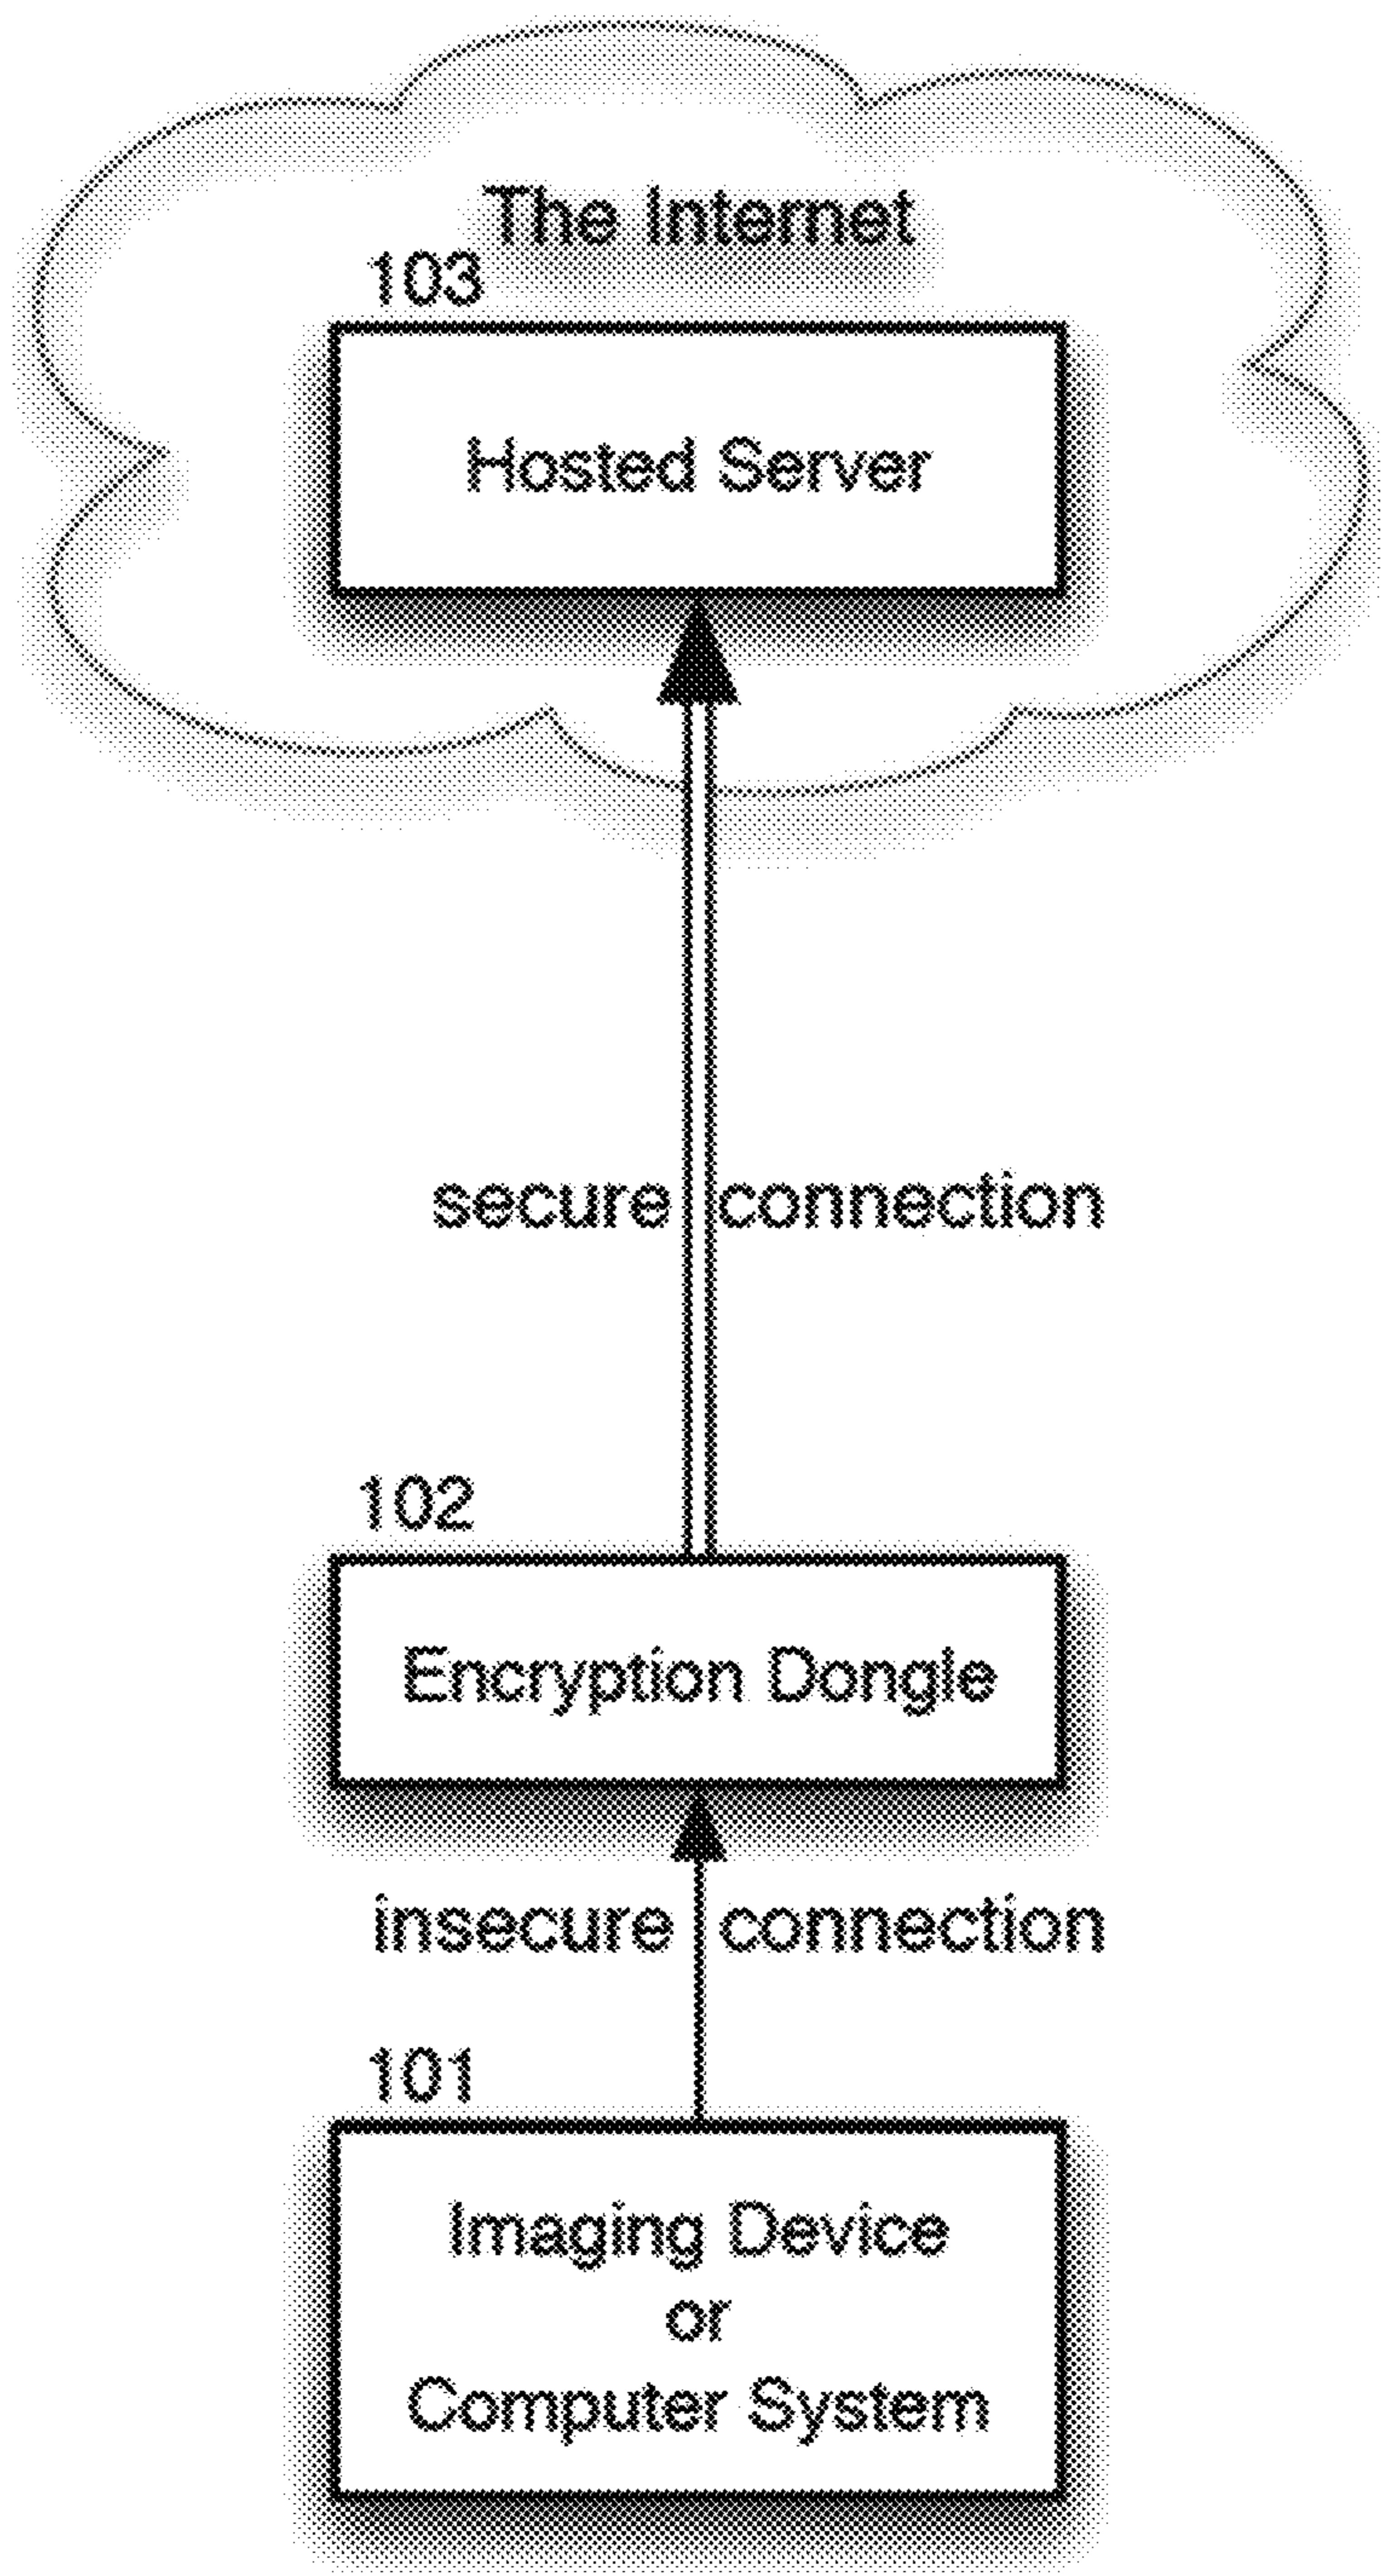 The Internet
103
Hosted Server
secure connection
102
Encryption Dongle
insecure connection
101
Imaging Device
or
Computer System